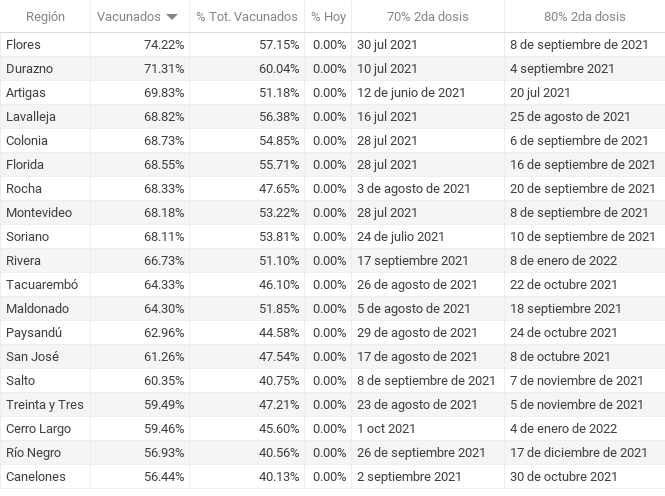 Región Vacunados % Tot. Vacunados % Hoy 70% 2da dosis 80% 2da dosis
Flores 74.22% 57.15% 0.00% 30 jul 2021 8 de septiembre de 2021
Durazno 71.31% 60.04% 0.00% 10 jul 2021 4 septiembre 2021
Artigas 69.83% 51.18% 0.00% 12 de junio de 2021 20 jul 2021
Lavalleja 68.82% 56.38% 0.00% 16 jul 2021 25 de agosto de 2021
Colonia 68.73% 54.85% 0.00% 28 jul 2021 6 de septiembre de 2021
Florida 68.55% 55.71% 0.00% 28 jul 2021 16 de septiembre de 2021
Rocha 68.33% 47.65% 0.00% 3 de agosto de 2021 20 de septiembre de 2021
Montevideo 68.18% 53.22% 0.00% 28 jul 2021 8 de septiembre de 2021
Soriano 68.11% 53.81% 0.00% 24 de julio 2021 10 de septiembre de 2021
Rivera 66.73% 51.10% 0.00% 17 septiembre 2021 8 de enero de 2022
Tacuarembó 64.33% 46.10% 0.00% 26 de agosto de 2021 22 de octubre 2021
Maldonado 64.30% 51.85% 0.00% 5 de agosto de 2021 18 septiembre 2021
Paysandú 62.96% 44.58% 0.00% 29 de agosto de 2021 24 de octubre 2021
San José 61.26% 47.54% 0.00% 17 de agosto de 2021 8 de octubre 2021
Salto 60.35% 40.75% 0.00% 8 de septiembre de 2021 7 de noviembre de 2021
Treinta y Tres 59.49% 47.21% 0.00% 23 de agosto de 2021 5 de noviembre de 2021
Cerro Largo 59.46% 45.60% 0.00% 1 oct 2021 4 de enero de 2022
Río Negro 56.93% 40.56% 0.00% 26 de septiembre de 2021 17 de diciembre de 2021
Canelones 56.44% 40.13% 0.00% 2 septiembre 2021 30 de octubre 2021